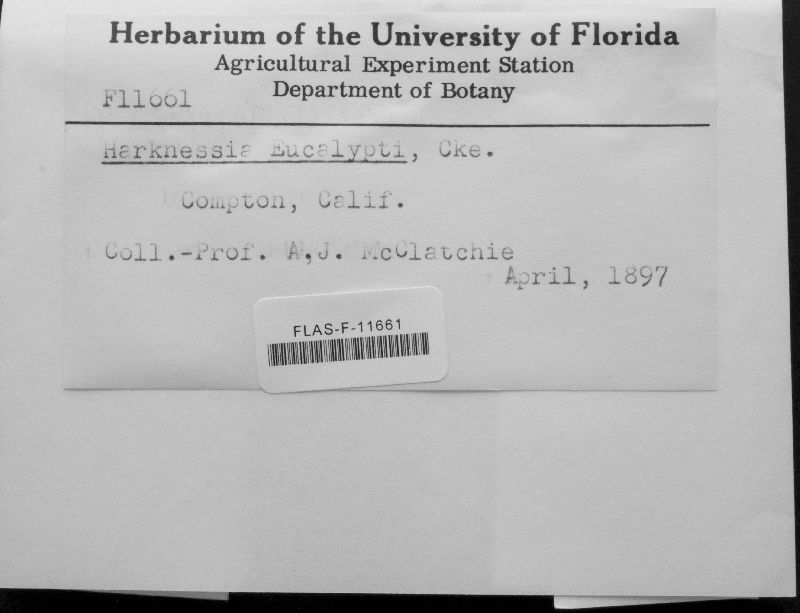 Herbarium of the University of Florida
Agricultural Experiment Station
Department of Botany
F11661
Harknessia Eucalypti, Cke.
Compton, Calif.
Coll.-Prof. A,J. McClatchie
April, 1897
FLAS-F-11661